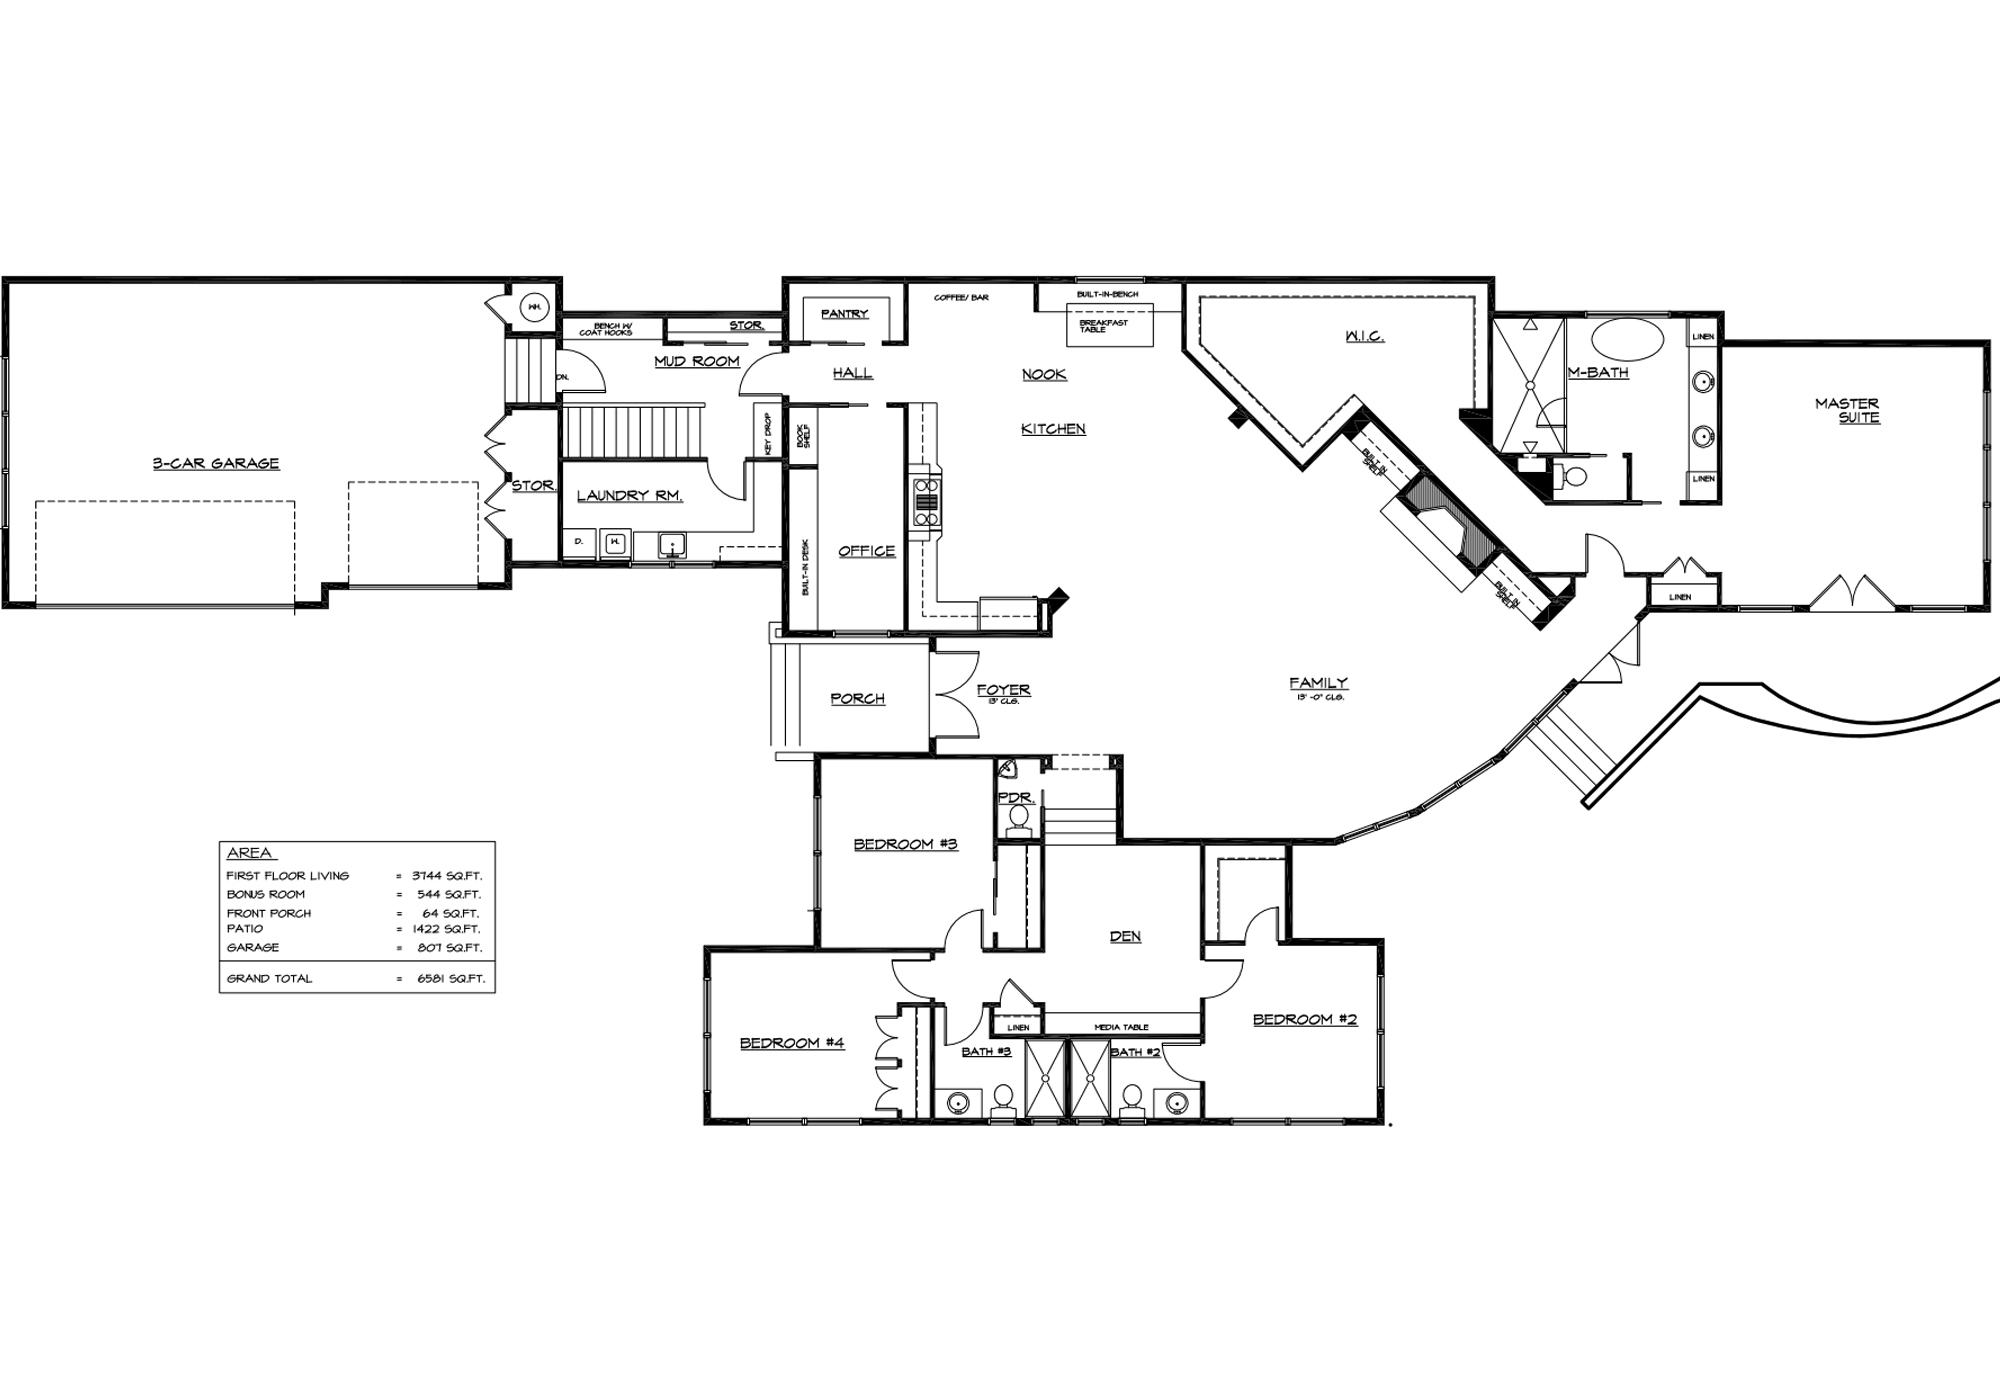 WH.
BENCH W/
COAT HOOKS
STOR.
MUD ROOM
DN.
PANTRY
HALL
COFFEE/ BAR
BUILT-IN-BENCH
BREAKFAST
TABLE
NOOK
KITCHEN
W.I.C.
M-BATH
LINEN
LINEN
MASTER
SUITE
3-CAR GARAGE
STOR.
KEY DROP
BOOK
SHELF
LAUNDRY RM.
D.
W.
BUILT-IN DESK
OFFICE
BUILT IN
SHELF
BUILT IN
SHELF
LINEN
PORCH
FOYER
13' CLG.
FAMILY
13' -0" CLG.
PDR.
BEDROOM #3
DEN
BEDROOM #4
LINEN
MEDIA TABLE
BEDROOM #2
BATH #3
BATH #2
AREA
FIRST FLOOR LIVING = 3744 SQ.FT.
BONUS ROOM = 544 SQ.FT.
FRONT PORCH = 64 SQ.FT.
PATIO = 1422 SQ.FT.
GARAGE = 807 SQ.FT.
GRAND TOTAL = 6581 SQ.FT.